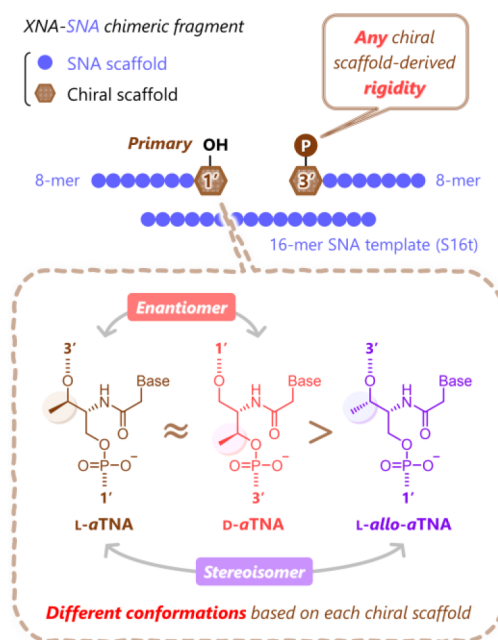 XNA-SNA chimeric fragment
SNA scaffold
Chiral scaffold
Any chiral
scaffold-derived
rigidity
Primary
OH
P
8-mer
1′
3′
8-mer
16-mer SNA template (S16t)
Enantiomer
3′
1′
3′
O
H
N
Base
O
O
O=P-O⁻
1′
L-aTNA
≈
O
H
N
Base
O
O
O=P-O⁻
3′
D-aTNA
>
O
H
N
Base
O
O
O=P-O⁻
1′
L-allo-aTNA
Stereoisomer
Different conformations based on each chiral scaffold